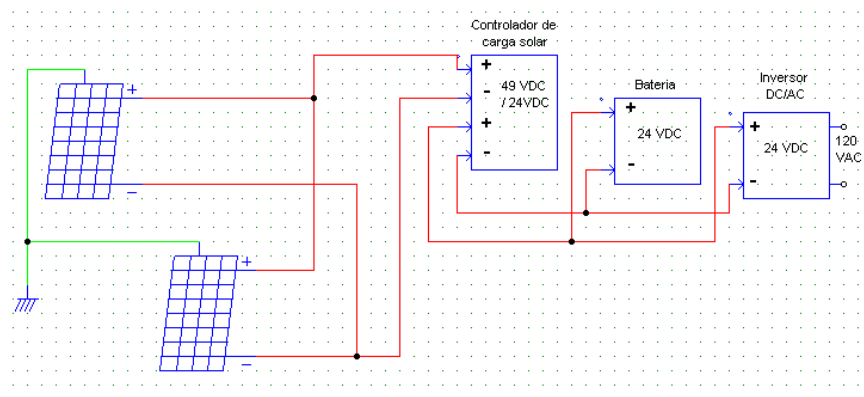 Controlador de
carga solar
+
-
+
-
49 VDC
/ 24VDC
Bateria
+
24 VDC
-
Inversor
DC/AC
+
24 VDC
-
120
VAC
+
-
+
-